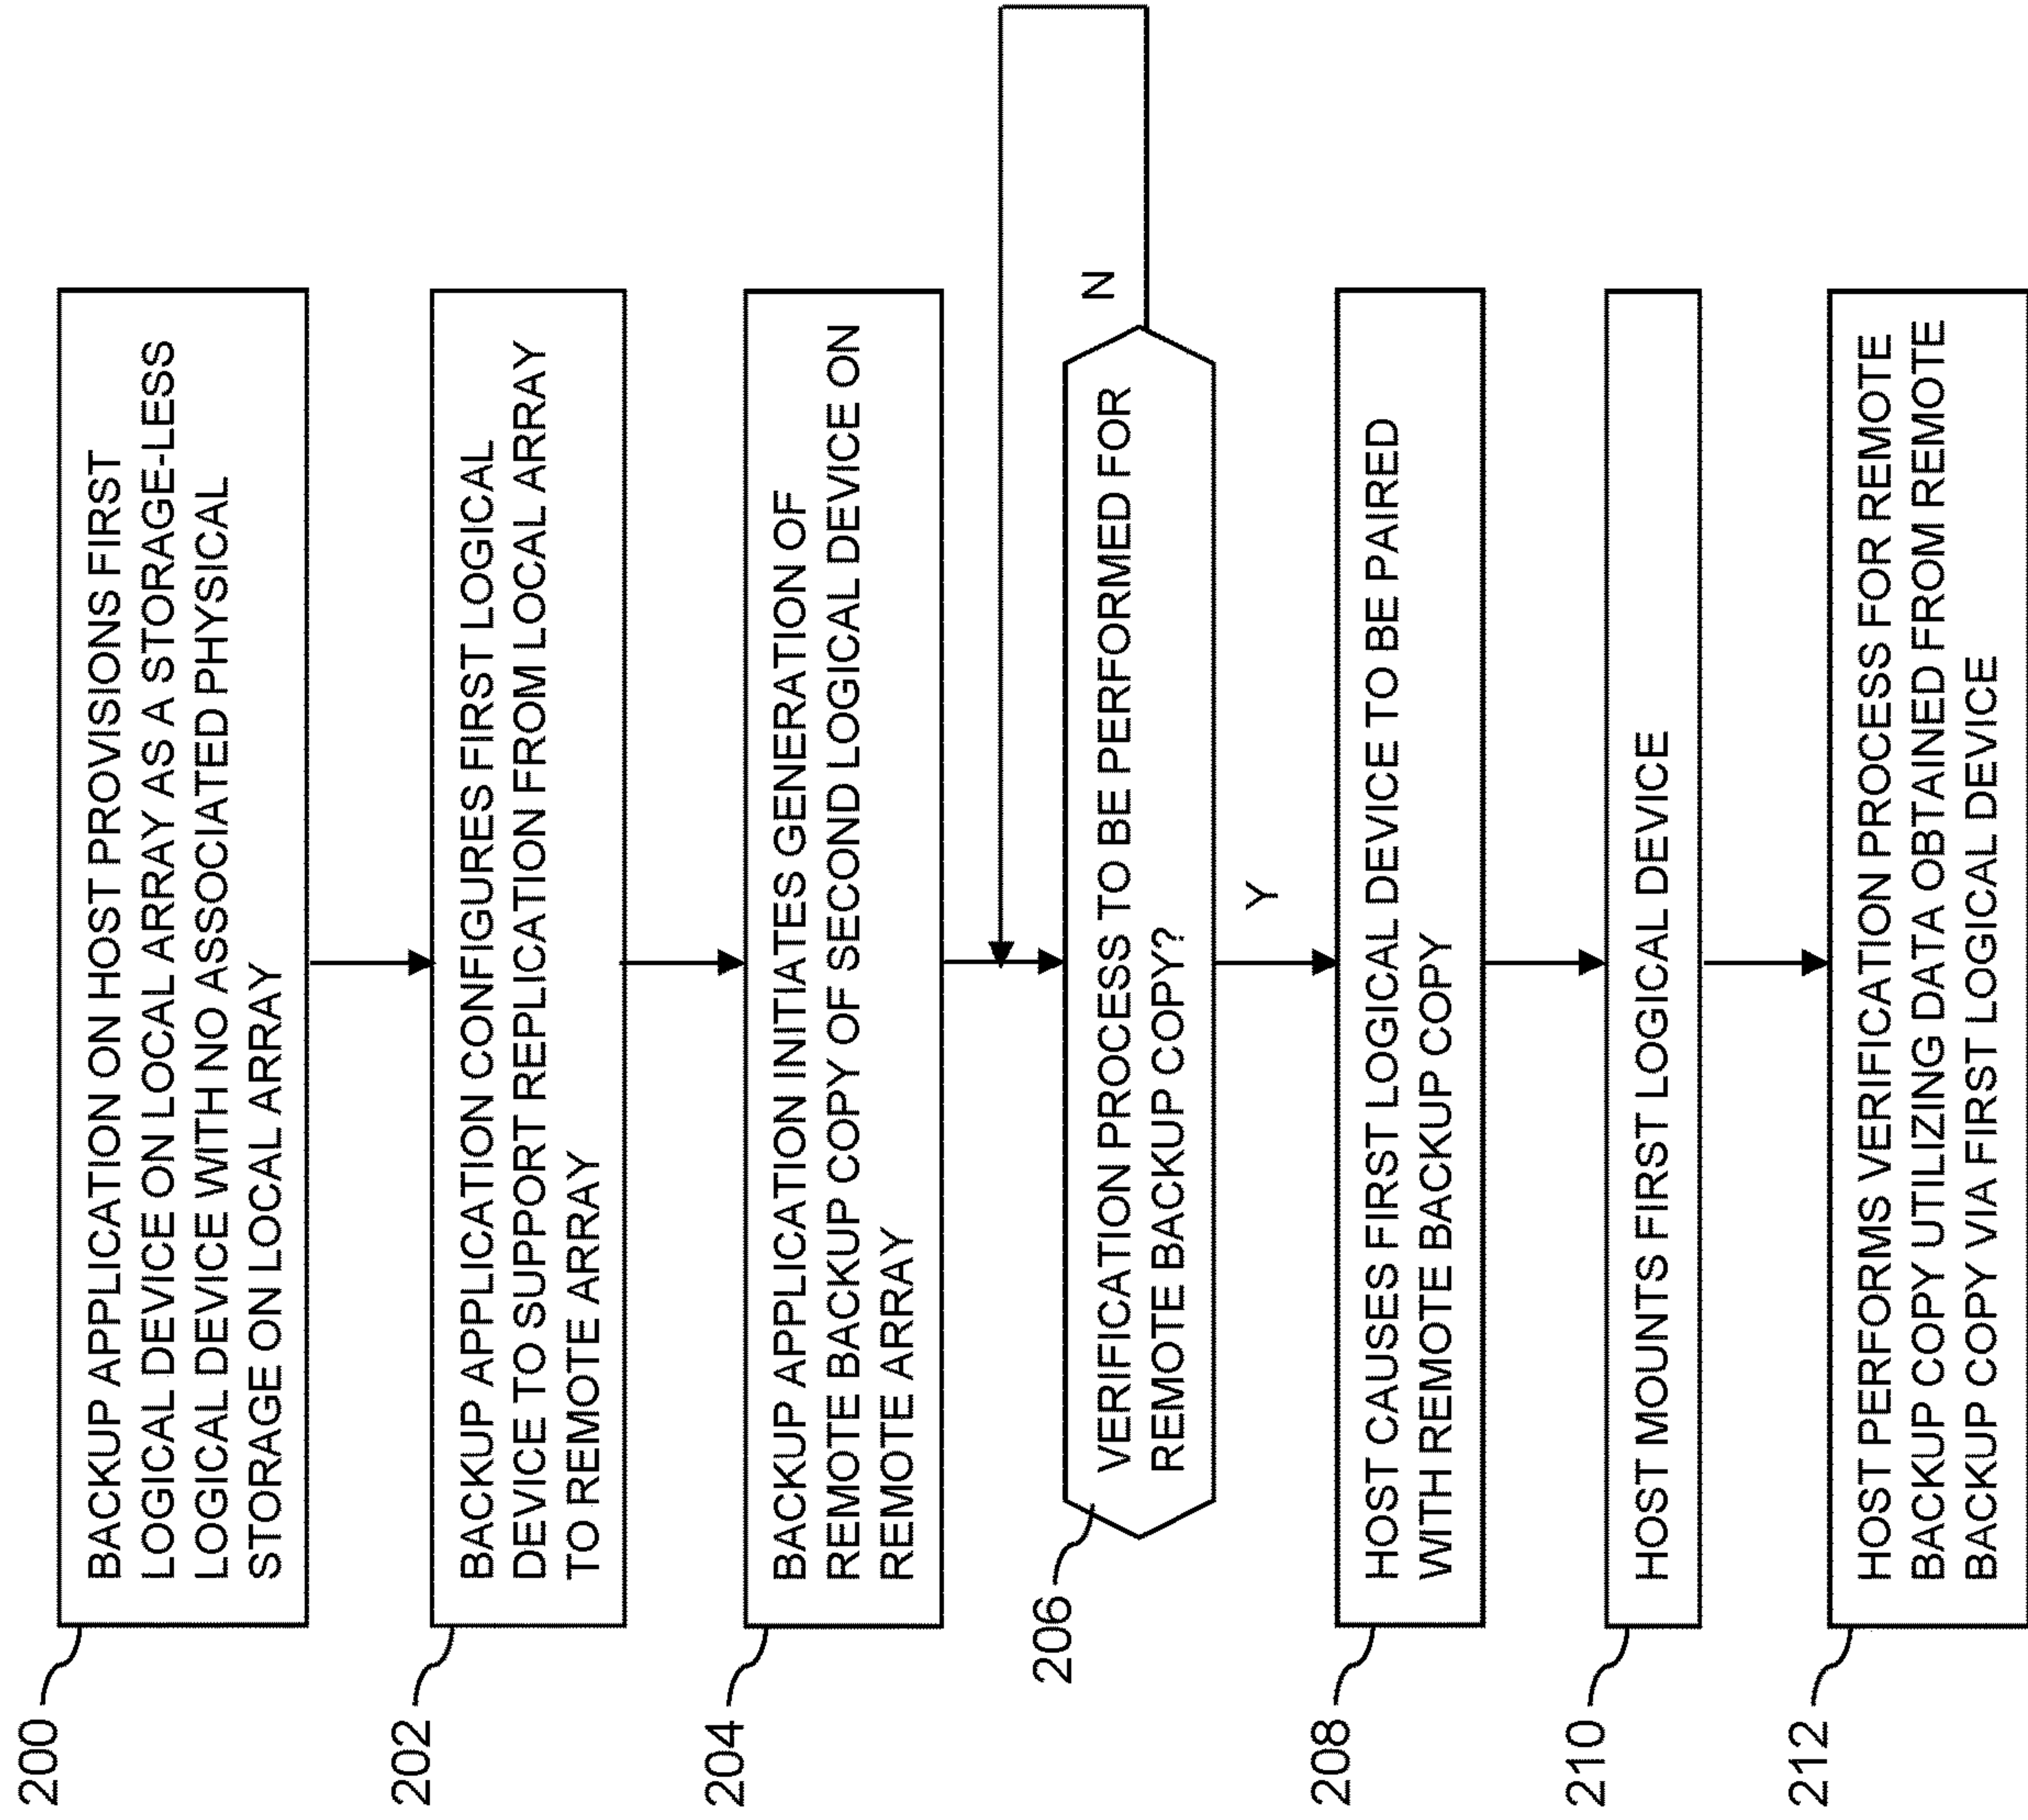 200
BACKUP APPLICATION ON HOST PROVISIONS FIRST
LOGICAL DEVICE ON LOCAL ARRAY AS A STORAGE-LESS
LOGICAL DEVICE WITH NO ASSOCIATED PHYSICAL
STORAGE ON LOCAL ARRAY
202
BACKUP APPLICATION CONFIGURES FIRST LOGICAL
DEVICE TO SUPPORT REPLICATION FROM LOCAL ARRAY
TO REMOTE ARRAY
204
BACKUP APPLICATION INITIATES GENERATION OF
REMOTE BACKUP COPY OF SECOND LOGICAL DEVICE ON
REMOTE ARRAY
206
VERIFICATION PROCESS TO BE PERFORMED FOR
REMOTE BACKUP COPY?
N
Y
208
HOST CAUSES FIRST LOGICAL DEVICE TO BE PAIRED
WITH REMOTE BACKUP COPY
210
HOST MOUNTS FIRST LOGICAL DEVICE
212
HOST PERFORMS VERIFICATION PROCESS FOR REMOTE
BACKUP COPY UTILIZING DATA OBTAINED FROM REMOTE
BACKUP COPY VIA FIRST LOGICAL DEVICE